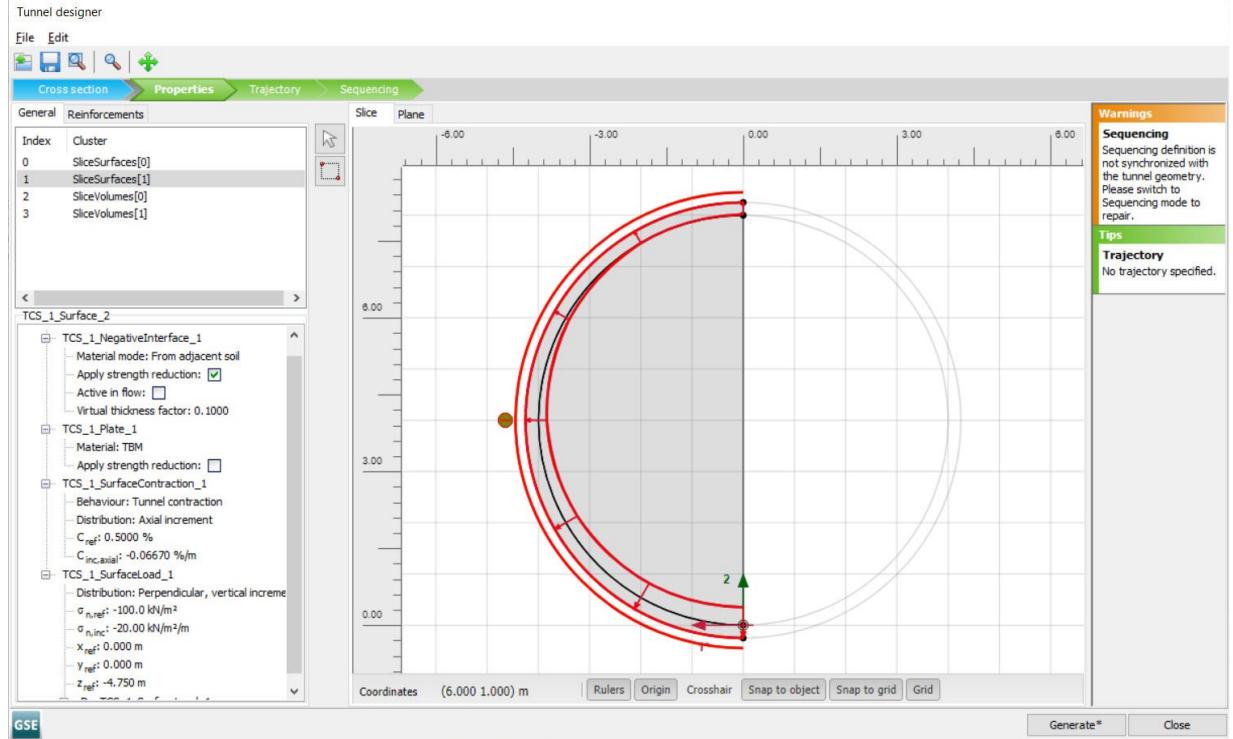 Tunnel designer
File Edit
Cross section Properties Trajectory Sequencing
General Reinforcements
Index Cluster
0 SliceSurfaces[0]
1 SliceSurfaces[1]
2 SliceVolumes[0]
3 SliceVolumes[1]
TCS_1_Surface_2
TCS_1_NegativeInterface_1
Material mode: From adjacent soil
Apply strength reduction:
Active in flow:
Virtual thickness factor: 0.1000
TCS_1_Plate_1
Material: TBM
Apply strength reduction:
TCS_1_SurfaceContraction_1
Behaviour: Tunnel contraction
Distribution: Axial increment
C ref: 0.5000 %
C inc,axial: -0.06670 %/m
TCS_1_SurfaceLoad_1
Distribution: Perpendicular, vertical increme
σ n,ref: -100.0 kN/m²
σ n,inc: -20.00 kN/m²/m
x ref: 0.000 m
y ref: 0.000 m
z ref: -4.750 m
Slice Plane
-6.00 -3.00 0.00 3.00 6.00
6.00
3.00
2
0.00
1
Coordinates (6.000 1.000) m Rulers Origin Crosshair Snap to object Snap to grid Grid
Warnings
Sequencing
Sequencing definition is
not synchronized with
the tunnel geometry.
Please switch to
Sequencing mode to
repair.
Tips
Trajectory
No trajectory specified.
GSE
Generate* Close